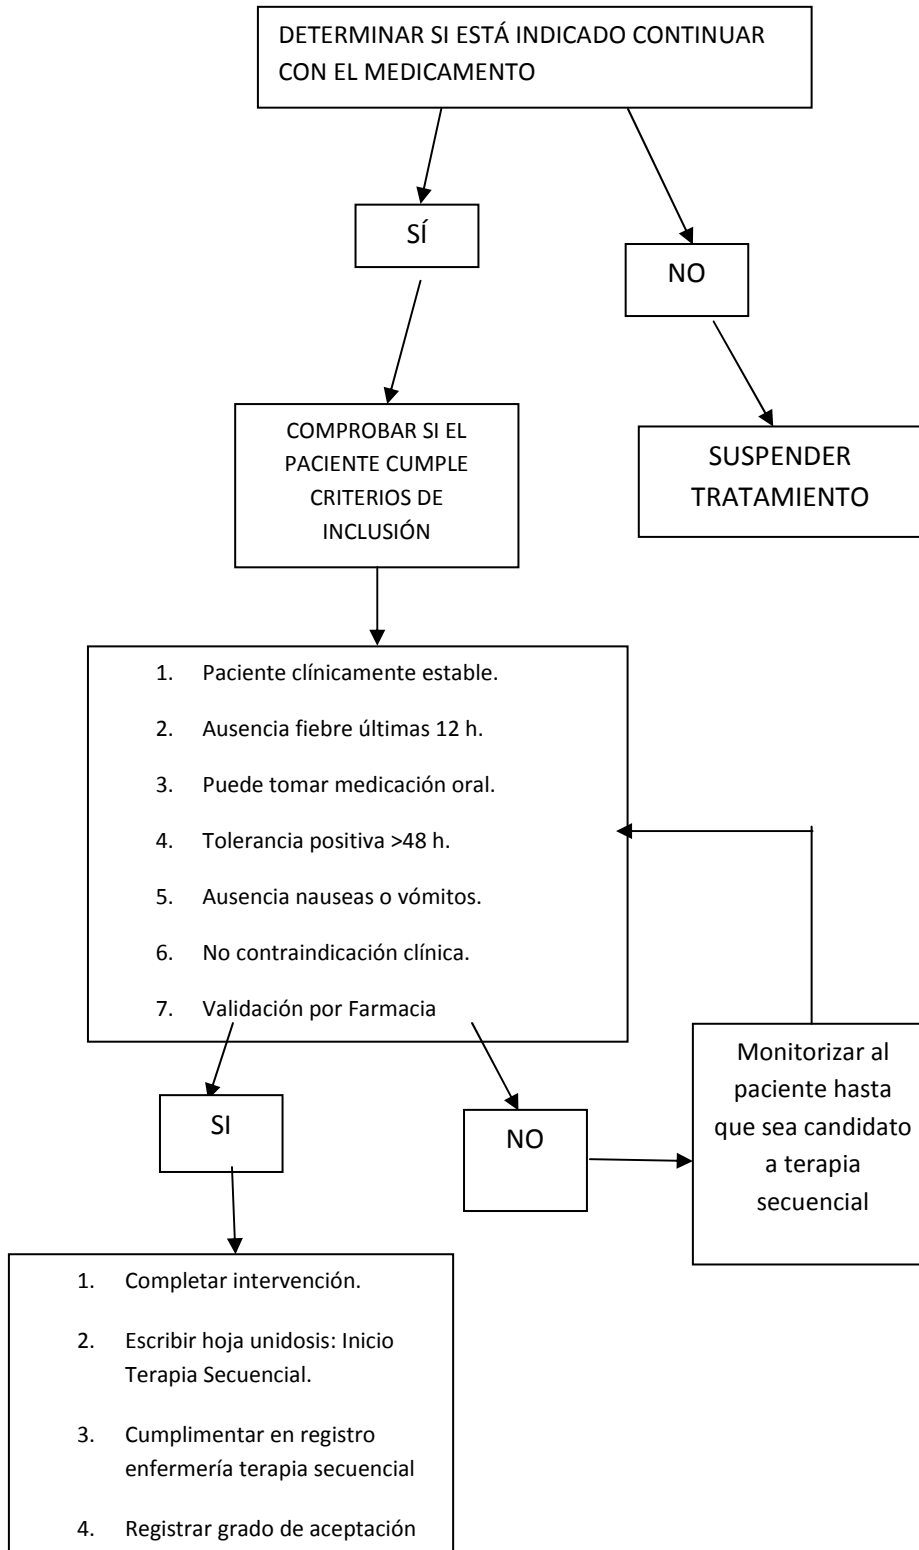 DETERMINAR SI ESTÁ INDICADO CONTINUAR
CON EL MEDICAMENTO
SÍ
NO
COMPROBAR SI EL
PACIENTE CUMPLE
CRITERIOS DE
INCLUSIÓN
SUSPENDER
TRATAMIENTO
1. Paciente clínicamente estable.
2. Ausencia fiebre últimas 12 h.
3. Puede tomar medicación oral.
4. Tolerancia positiva >48 h.
5. Ausencia nauseas o vómitos.
6. No contraindicación clínica.
7. Validación por Farmacia
SI
NO
Monitorizar al
paciente hasta
que sea candidato
a terapia
secuencial
1. Completar intervención.
2. Escribir hoja unidosis: Inicio
Terapia Secuencial.
3. Cumplimentar en registro
enfermería terapia secuencial
4. Registrar grado de aceptación